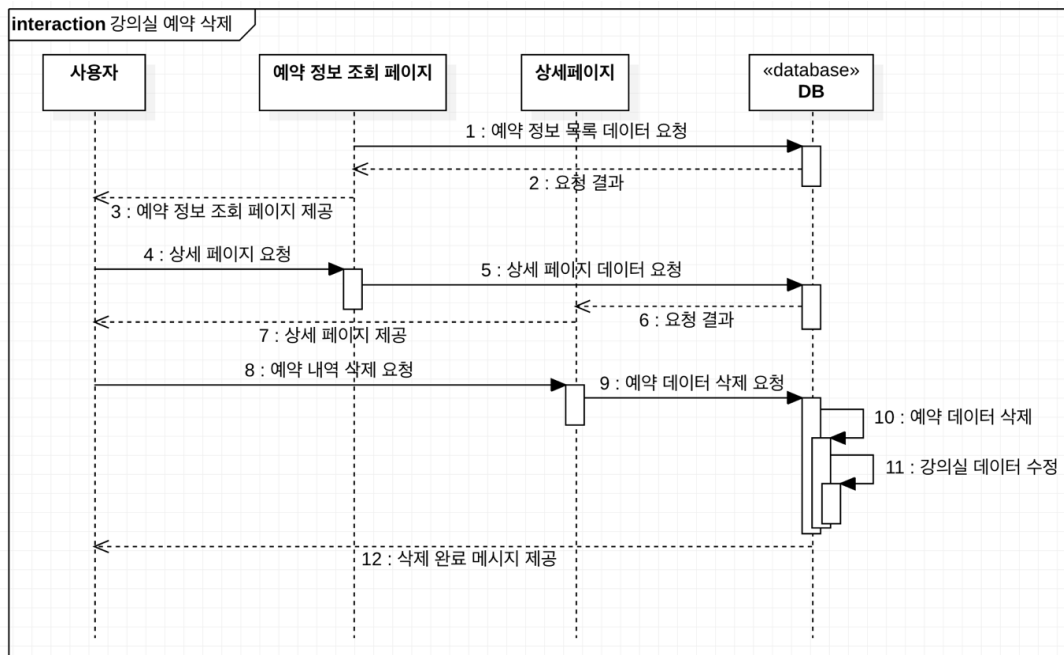 interaction 강의실 예약 삭제
사용자
예약 정보 조회 페이지
상세페이지
«database»
DB
1 : 예약 정보 목록 데이터 요청
2 : 요청 결과
3 : 예약 정보 조회 페이지 제공
4 : 상세 페이지 요청
5 : 상세 페이지 데이터 요청
6 : 요청 결과
7 : 상세 페이지 제공
8 : 예약 내역 삭제 요청
9 : 예약 데이터 삭제 요청
10 : 예약 데이터 삭제
11 : 강의실 데이터 수정
12 : 삭제 완료 메시지 제공